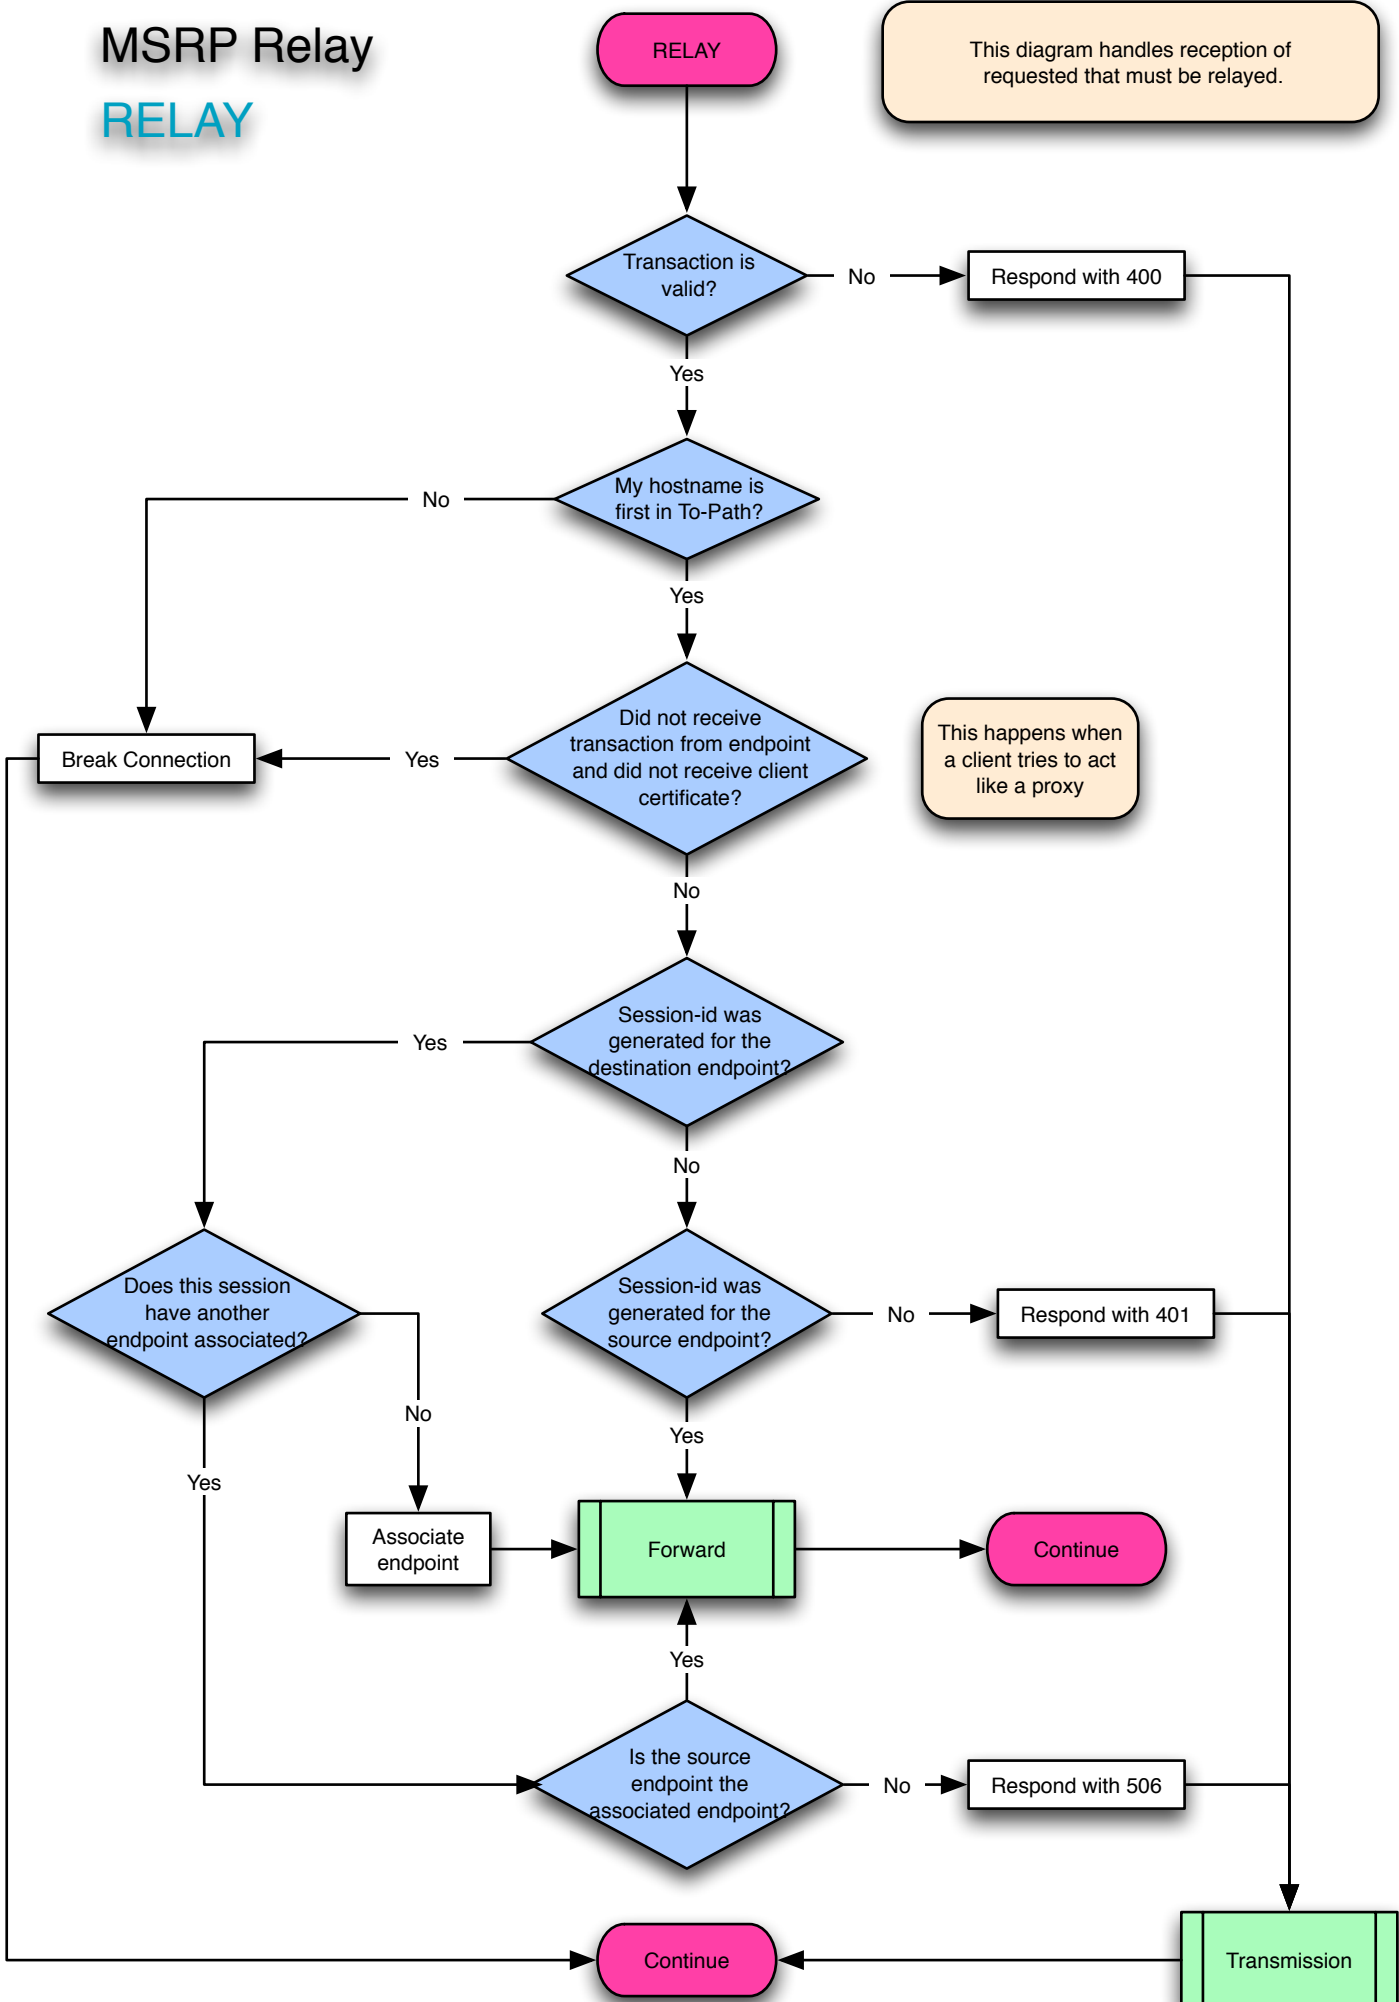 MSRP Relay
RELAY
RELAY
This diagram handles reception of
requested that must be relayed.
Transaction is
valid?
No
Respond with 400
Yes
My hostname is
first in To-Path?
No
Yes
Did not receive
transaction from endpoint
and did not receive client
certificate?
Yes
Break Connection
This happens when
a client tries to act
like a proxy
No
Session-id was
generated for the
destination endpoint?
Yes
No
Does this session
have another
endpoint associated?
Session-id was
generated for the
source endpoint?
No
Respond with 401
No
Yes
Yes
Associate
endpoint
Forward
Continue
Yes
Is the source
endpoint the
associated endpoint?
No
Respond with 506
Continue
Transmission